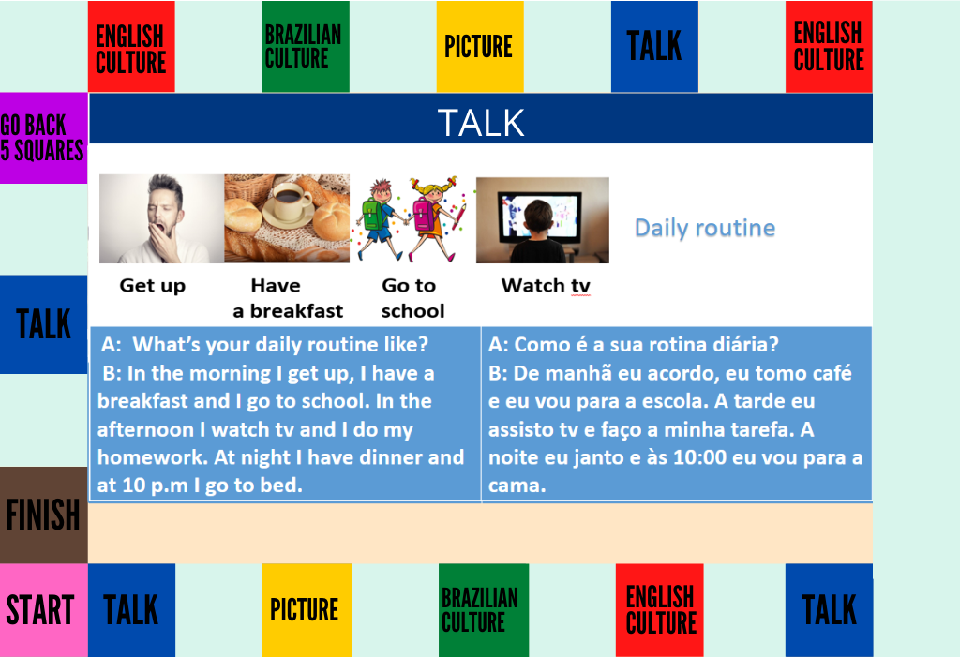 ENGLISH
CULTURE
BRAZILIAN
CULTURE
PICTURE
TALK
ENGLISH
CULTURE
GO BACK
5 SQUARES
TALK
Daily routine
Get up
Have
a breakfast
Go to
school
Watch tv
TALK
A: What's your daily routine like?
B: In the morning I get up, I have a
breakfast and I go to school. In the
afternoon I watch tv and I do my
homework. At night I have dinner and
at 10 p.m I go to bed.
A: Como é a sua rotina diária?
B: De manhã eu acordo, eu tomo café
e eu vou para a escola. A tarde eu
assisto tv e faço a minha tarefa. A
noite eu janto e às 10:00 eu vou para a
cama.
FINISH
START
TALK
PICTURE
BRAZILIAN
CULTURE
ENGLISH
CULTURE
TALK